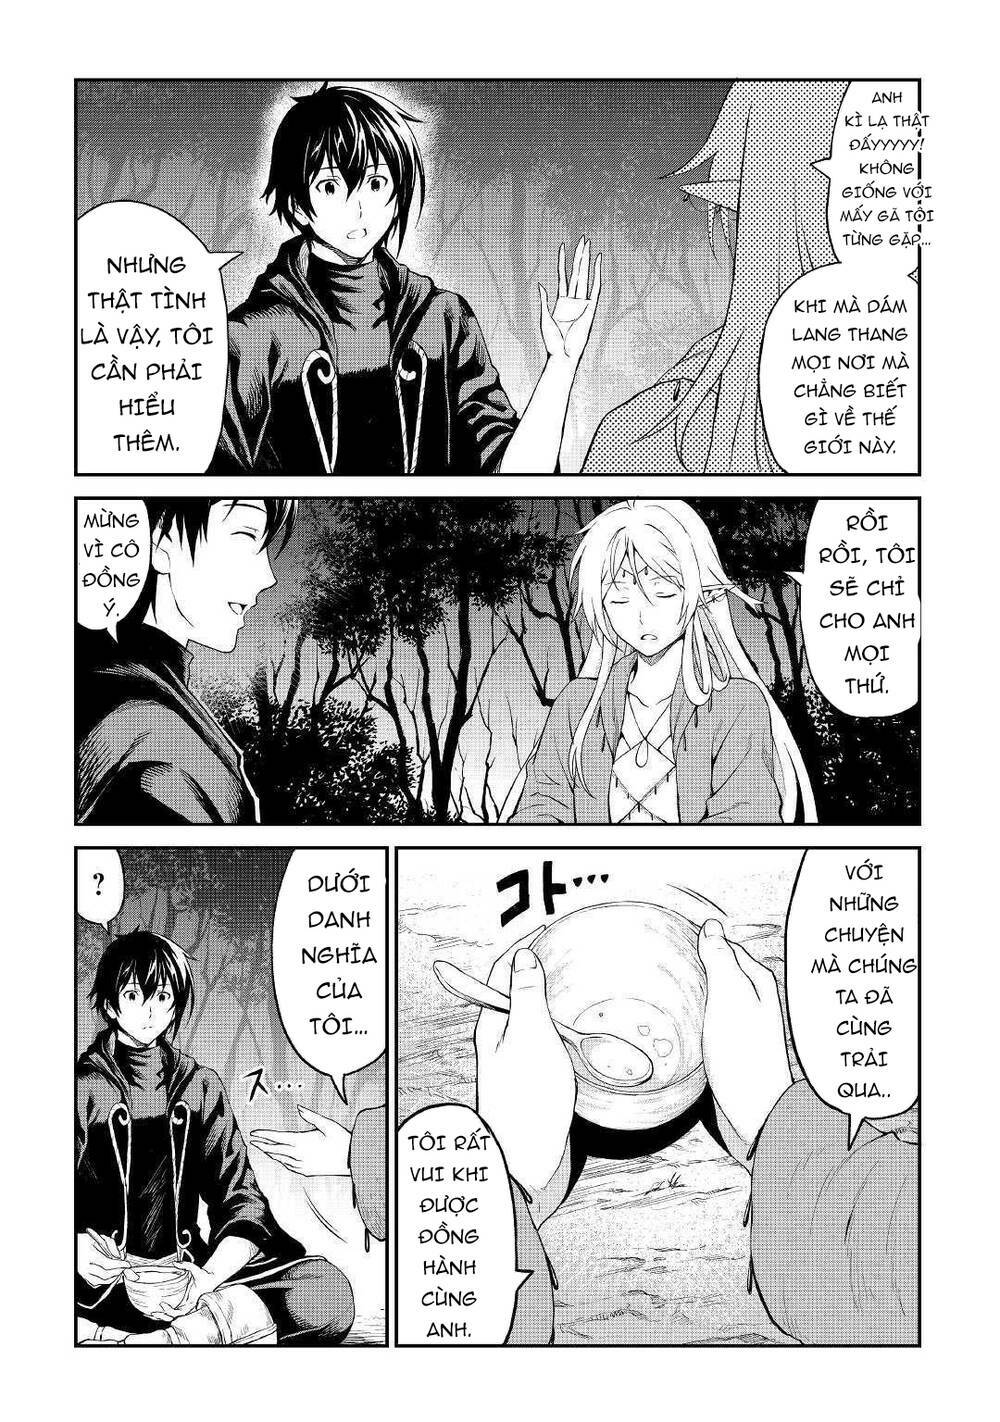 ANH
KÌ LẠ THẬT
ĐẤYYYYY!
KHÔNG
GIỐNG VỚI
MẤY GÃ TÔI
TỪNG GẶP...
KHI MÀ DÁM
LANG THANG
MỌI NƠI MÀ
CHẲNG BIẾT
GÌ VỀ THẾ
GIỚI NÀY.
NHƯNG
THẬT TÌNH
LÀ VẬY, TÔI
CẦN PHẢI
HIỂU
THÊM.
RỒI
RỒI, TÔI
SẼ CHỈ
CHO ANH
MỌI
THỨ.
MỪNG
VÌ CÔ
ĐỒNG
Ý.
VỚI
NHỮNG
CHUYỆN
MÀ CHÚNG
TA ĐÃ
CÙNG
TRẢI
QUA..
コト…
TÔI RẤT
VUI KHI
ĐƯỢC
ĐỒNG
HÀNH
CÙNG
ANH.
DƯỚI
DANH
NGHĨA
CỦA
TÔI...
ス…
?